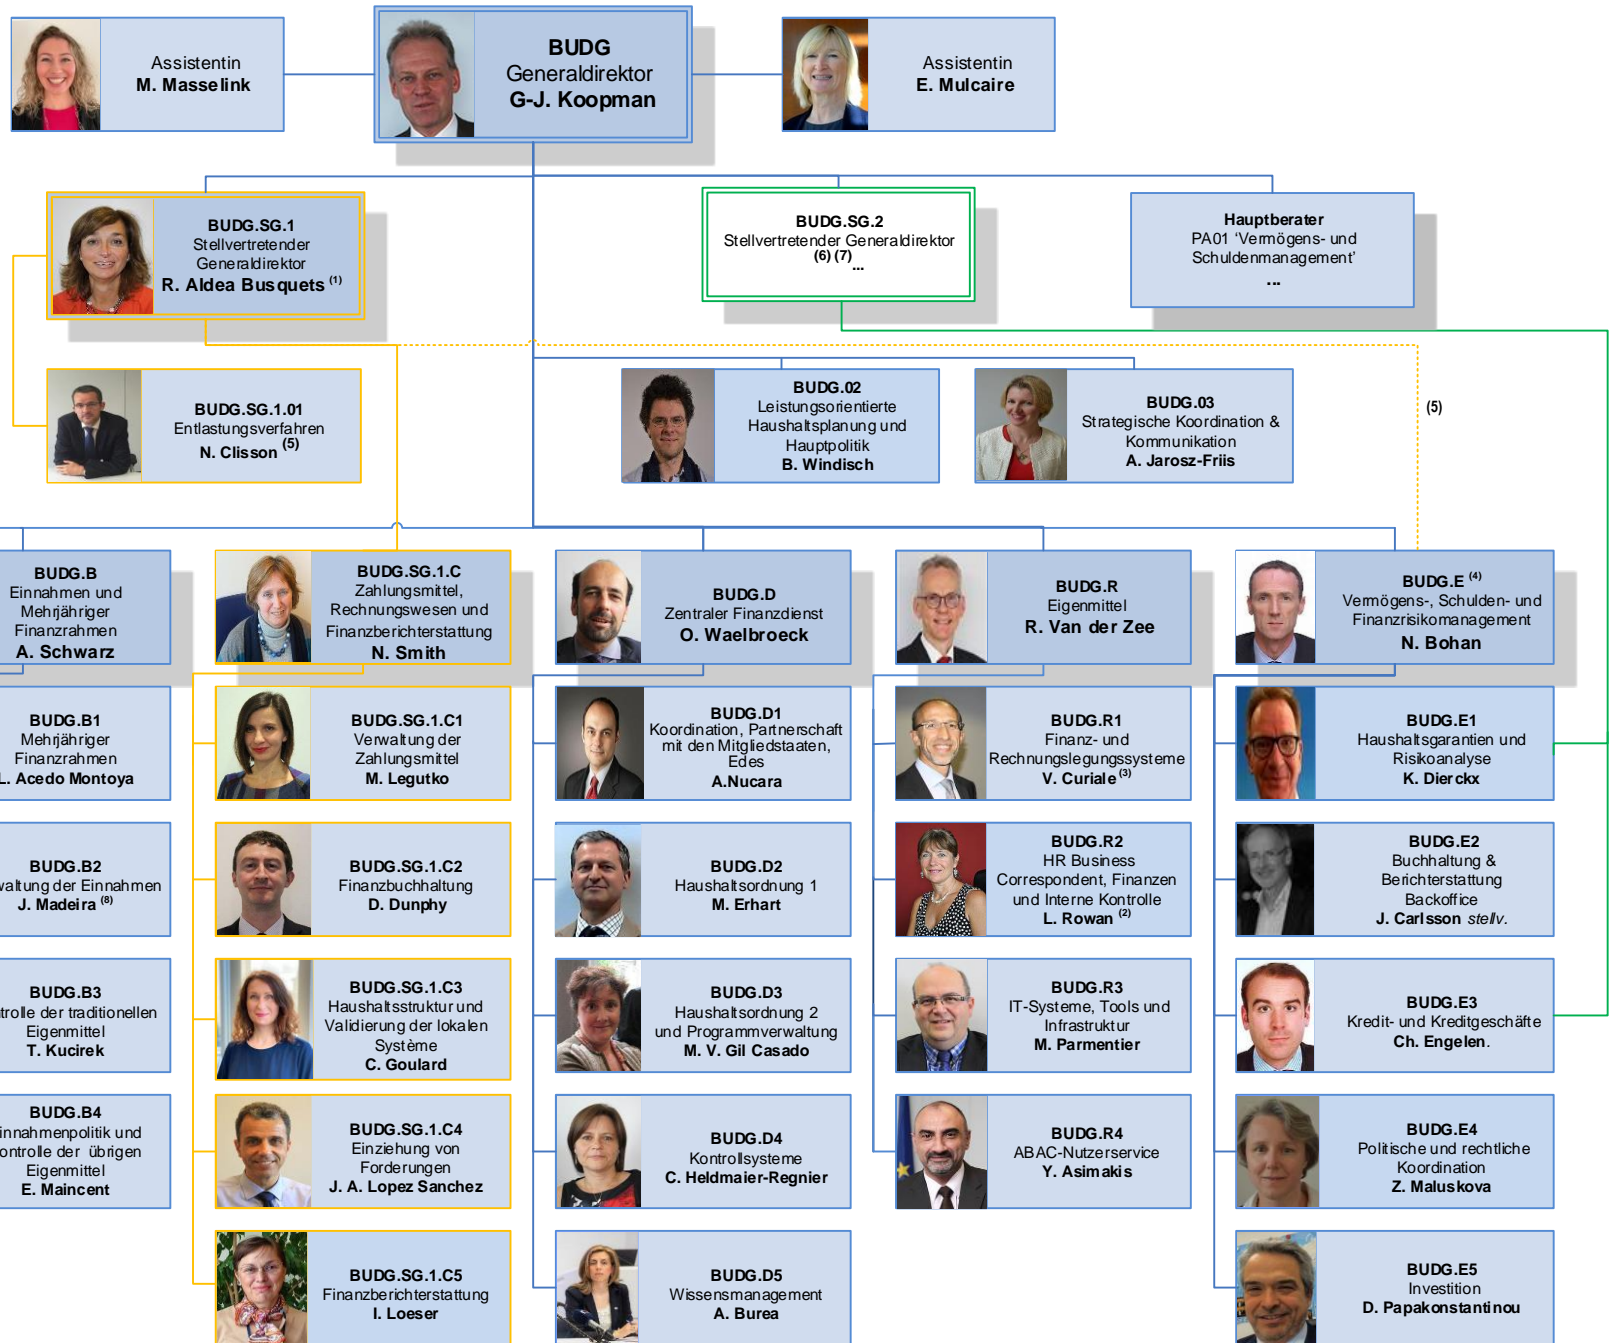 Assistentin
M. Masselink
BUDG
Generaldirektor
G-J. Koopman
Assistentin
E. Mulcaire
BUDG.SG.1
Stellvertretender
Generaldirektor
R. Aldea Busquets (1)
BUDG.SG.2
Stellvertretender Generaldirektor
(6) (7)
...
Hauptberater
PA01 ‘Vermögens- und
Schuldenmanagement’
...
BUDG.SG.1.01
Entlastungsverfahren
N. Clisson (5)
BUDG.02
Leistungsorientierte
Haushaltsplanung und
Hauptpolitik
B. Windisch
BUDG.03
Strategische Koordination &
Kommunikation
A. Jarosz-Friis
(5)
BUDG.B
Einnahmen und
Mehrjähriger
Finanzrahmen
A. Schwarz
BUDG.SG.1.C
Zahlungsmittel,
Rechnungswesen und
Finanzberichterstattung
N. Smith
BUDG.D
Zentraler Finanzdienst
O. Waelbroeck
BUDG.R
Eigenmittel
R. Van der Zee
BUDG.E (4)
Vermögens-, Schulden- und
Finanzrisikomanagement
N. Bohan
BUDG.B1
Mehrjähriger
Finanzrahmen
L. Acedo Montoya
BUDG.SG.1.C1
Verwaltung der
Zahlungsmittel
M. Legutko
BUDG.D1
Koordination, Partnerschaft
mit den Mitgliedstaaten,
Edes
A.Nucara
BUDG.R1
Finanz- und
Rechnungslegungssysteme
V. Curiale (3)
BUDG.E1
Haushaltsgarantien und
Risikoanalyse
K. Dierckx
BUDG.B2
waltung der Einnahmen
J. Madeira (8)
BUDG.SG.1.C2
Finanzbuchhaltung
D. Dunphy
BUDG.D2
Haushaltsordnung 1
M. Erhart
BUDG.R2
HR Business
Correspondent, Finanzen
und Interne Kontrolle
L. Rowan (2)
BUDG.E2
Buchhaltung &
Berichterstattung
Backoffice
J. Carlsson stellv.
BUDG.B3
trolle der traditionellen
Eigenmittel
T. Kucirek
BUDG.SG.1.C3
Haushaltsstruktur und
Validierung der lokalen
Système
C. Goulard
BUDG.D3
Haushaltsordnung 2
und Programmverwaltung
M. V. Gil Casado
BUDG.R3
IT-Systeme, Tools und
Infrastruktur
M. Parmentier
BUDG.E3
Kredit- und Kreditgeschäfte
Ch. Engelen.
BUDG.B4
innahmenpolitik und
ontrolle der übrigen
Eigenmittel
E. Maincent
BUDG.SG.1.C4
Einziehung von
Forderungen
J. A. Lopez Sanchez
BUDG.D4
Kontrollsysteme
C. Heldmaier-Regnier
BUDG.R4
ABAC-Nutzerservice
Y. Asimakis
BUDG.E4
Politische und rechtliche
Koordination
Z. Maluskova
BUDG.SG.1.C5
Finanzberichterstattung
I. Loeser
BUDG.D5
Wissensmanagement
A. Burea
BUDG.E5
Investition
D. Papakonstantinou